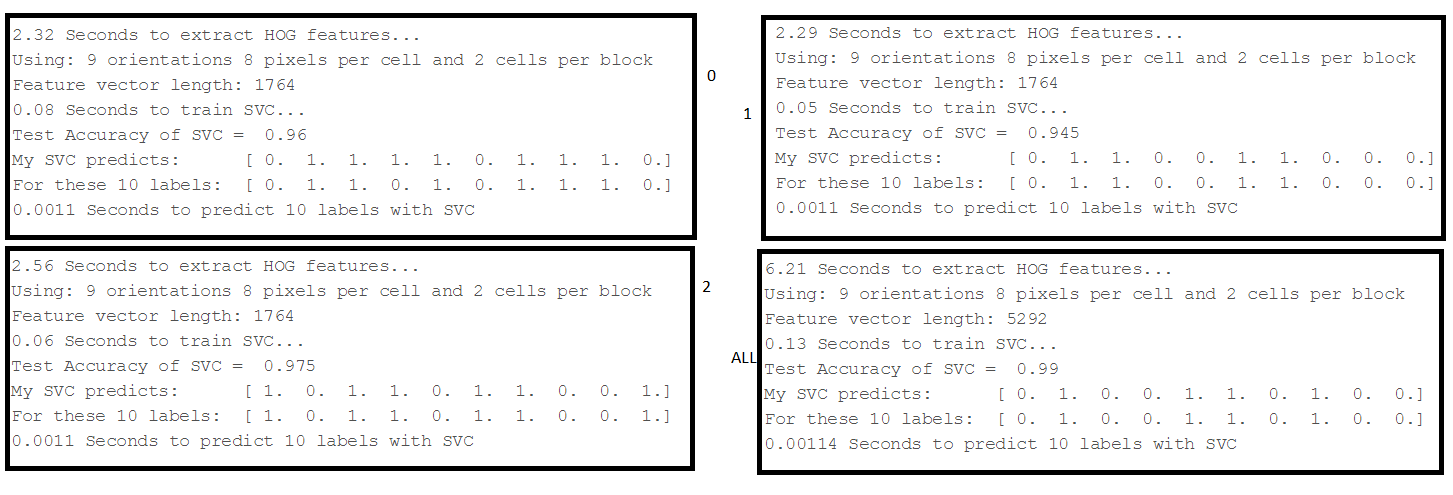 2.32 Seconds to extract HOG features...
Using: 9 orientations 8 pixels per cell and 2 cells per block
Feature vector length: 1764
0.08 Seconds to train SVC...
Test Accuracy of SVC =  0.96
My SVC predicts:      [ 0.  1.  1.  1.  1.  0.  1.  1.  1.  0.]
For these 10 labels:  [ 0.  1.  1.  0.  1.  0.  1.  1.  1.  0.]
0.0011 Seconds to predict 10 labels with SVC
0
1
2.29 Seconds to extract HOG features...
Using: 9 orientations 8 pixels per cell and 2 cells per block
Feature vector length: 1764
0.05 Seconds to train SVC...
Test Accuracy of SVC =  0.945
My SVC predicts:      [ 0.  1.  1.  0.  0.  1.  1.  0.  0.  0.]
For these 10 labels:  [ 0.  1.  1.  0.  0.  1.  1.  0.  0.  0.]
0.0011 Seconds to predict 10 labels with SVC
2.56 Seconds to extract HOG features...
Using: 9 orientations 8 pixels per cell and 2 cells per block
Feature vector length: 1764
0.06 Seconds to train SVC...
Test Accuracy of SVC =  0.975
My SVC predicts:      [ 1.  0.  1.  1.  0.  1.  1.  0.  0.  1.]
For these 10 labels:  [ 1.  0.  1.  1.  0.  1.  1.  0.  0.  1.]
0.0011 Seconds to predict 10 labels with SVC
2
ALL
6.21 Seconds to extract HOG features...
Using: 9 orientations 8 pixels per cell and 2 cells per block
Feature vector length: 5292
0.13 Seconds to train SVC...
Test Accuracy of SVC =  0.99
My SVC predicts:      [ 0.  1.  0.  0.  1.  1.  0.  1.  0.  0.]
For these 10 labels:  [ 0.  1.  0.  0.  1.  1.  0.  1.  0.  0.]
0.00114 Seconds to predict 10 labels with SVC